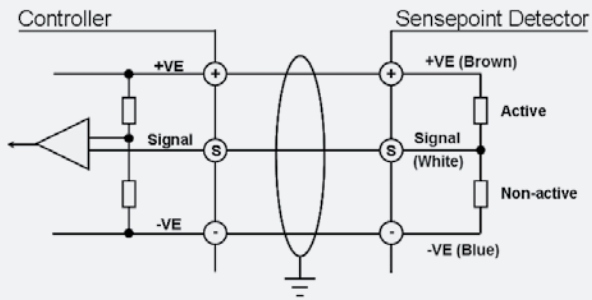 Controller
Sensepoint Detector
+VE
+
+
+VE (Brown)
Active
Signal
S
S
Signal
(White)
Non-active
-VE
-
-
-VE (Blue)